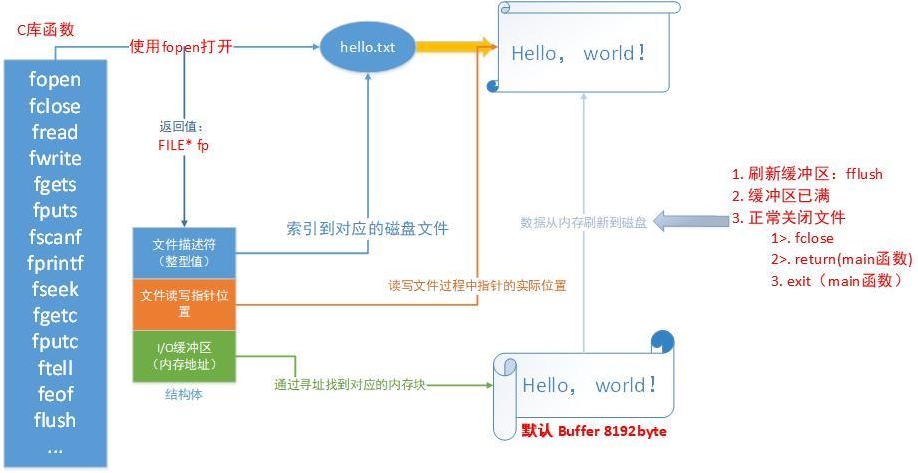 C库函数
fopen
fclose
fread
fwrite
fgets
fputs
fscanf
fprintf
fseek
fgetc
fputc
ftell
feof
flush
...
使用fopen打开
hello.txt
Hello， world！
返回值：
FILE* fp
文件描述符
（整型值）
文件读写指针位
置
I/O缓冲区
（内存地址）
结构体
索引到对应的磁盘文件
读写文件过程中指针的实际位置
通过寻址找到对应的内存块
数据从内存刷新到磁盘
1. 刷新缓冲区：fflush
2. 缓冲区已满
3. 正常关闭文件
1>. fclose
2>. return(main函数)
3. exit（main函数）
Hello， world！
默认 Buffer 8192byte